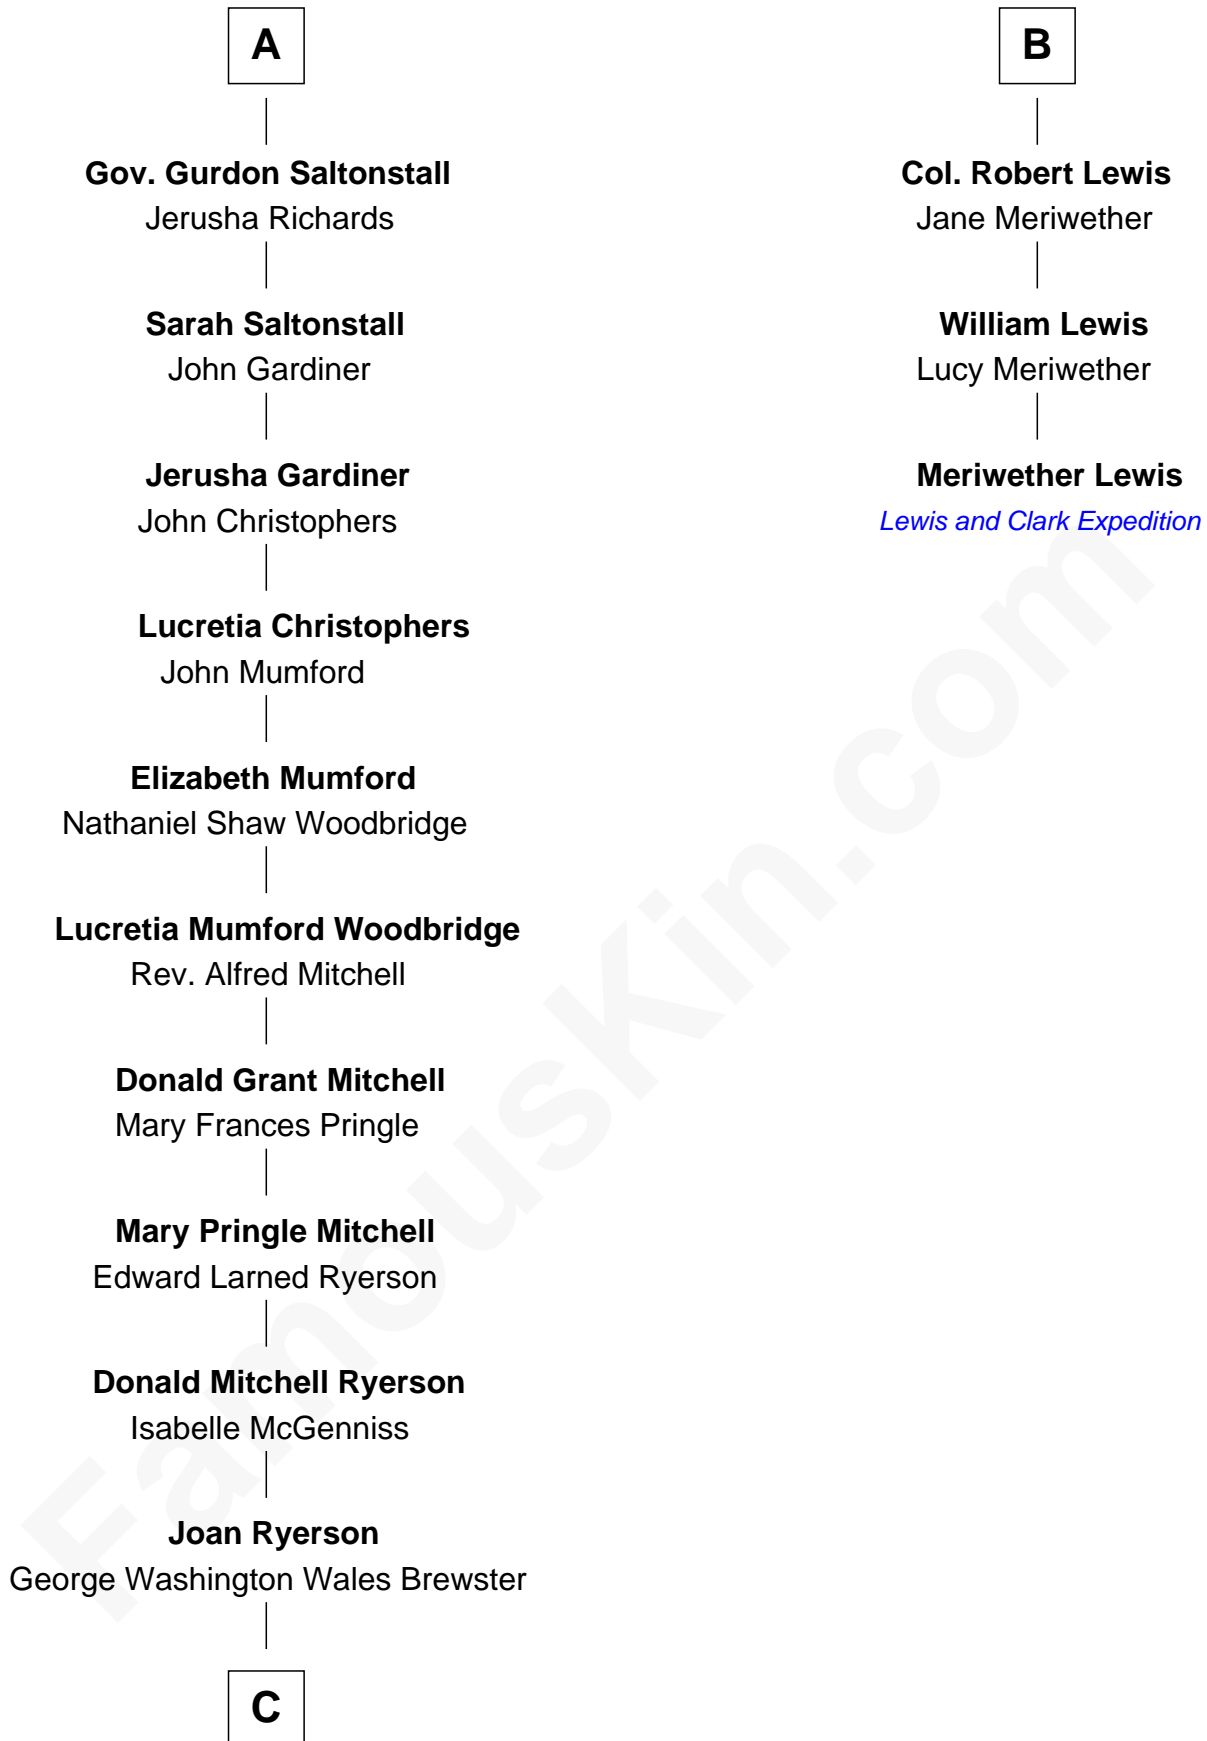 A
Gov. Gurdon Saltonstall
Jerusha Richards
Sarah Saltonstall
John Gardiner
Jerusha Gardiner
John Christophers
Lucretia Christophers
John Mumford
Elizabeth Mumford
Nathaniel Shaw Woodbridge
Lucretia Mumford Woodbridge
Rev. Alfred Mitchell
Donald Grant Mitchell
Mary Frances Pringle
Mary Pringle Mitchell
Edward Larned Ryerson
Donald Mitchell Ryerson
Isabelle McGenniss
Joan Ryerson
George Washington Wales Brewster
C
B
Col. Robert Lewis
Jane Meriwether
William Lewis
Lucy Meriwether
Meriwether Lewis
Lewis and Clark Expedition
FamousKin.com